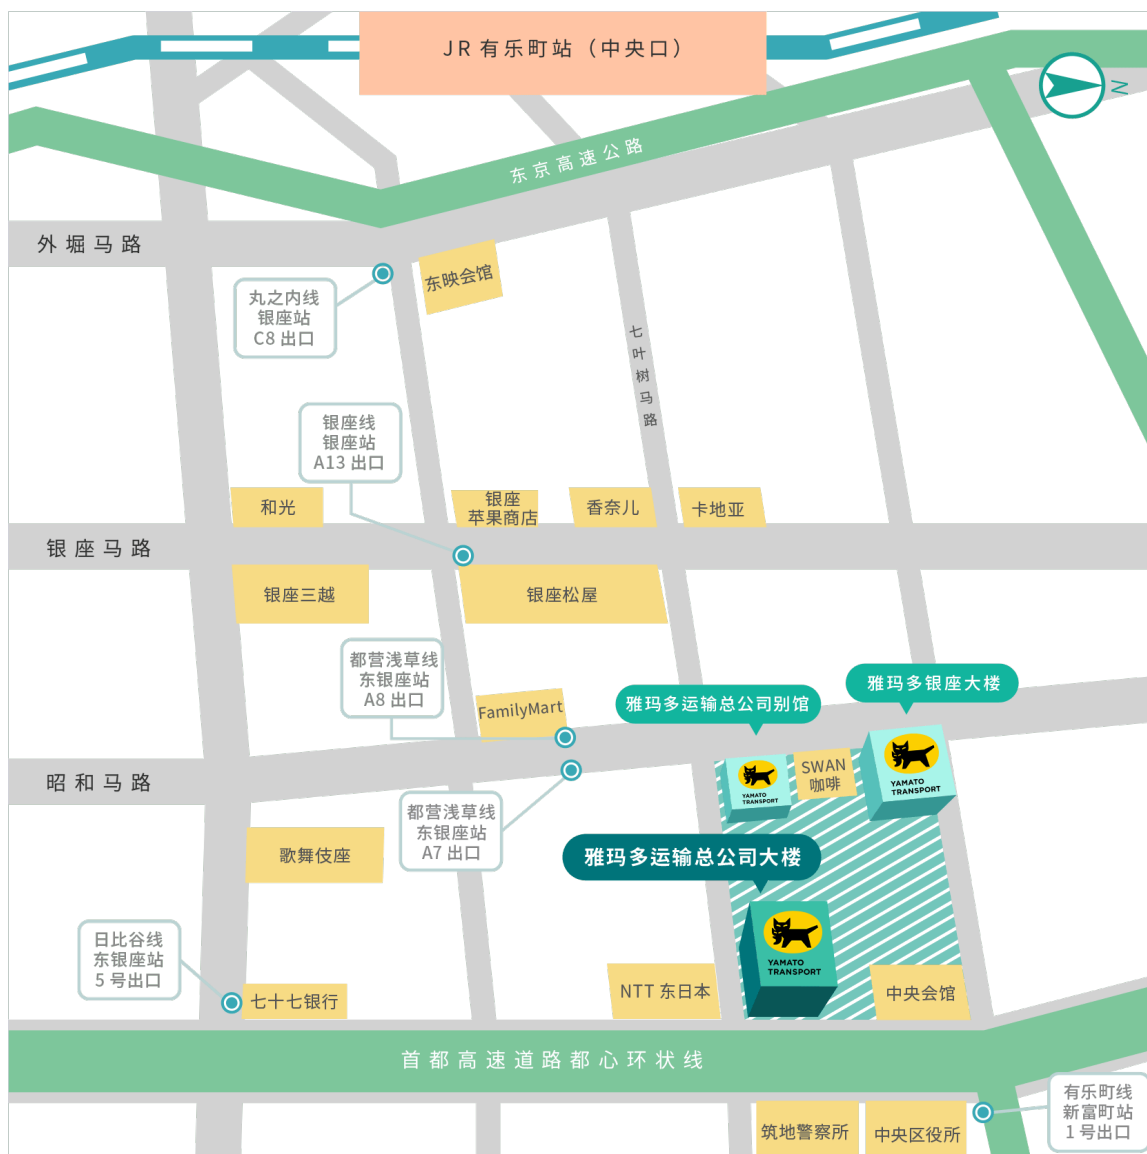 JR 有乐町站（中央口）
N
东京高速公路
外堀马路
东映会馆
丸之内线
银座站
C8 出口
七叶树马路
银座线
银座站
A13 出口
和光
银座
苹果商店
香奈儿
卡地亚
银座马路
银座三越
银座松屋
都营浅草线
东银座站
A8 出口
FamilyMart
雅玛多运输总公司别馆
雅玛多银座大楼
昭和马路
YAMATO
TRANSPORT
SWAN
咖啡
YAMATO
TRANSPORT
都营浅草线
东银座站
A7 出口
歌舞伎座
雅玛多运输总公司大楼
YAMATO
TRANSPORT
日比谷线
东银座站
5 号出口
七十七银行
NTT 东日本
中央会馆
首都高速道路都心环状线
有乐町线
新富町站
1 号出口
筑地警察所
中央区役所